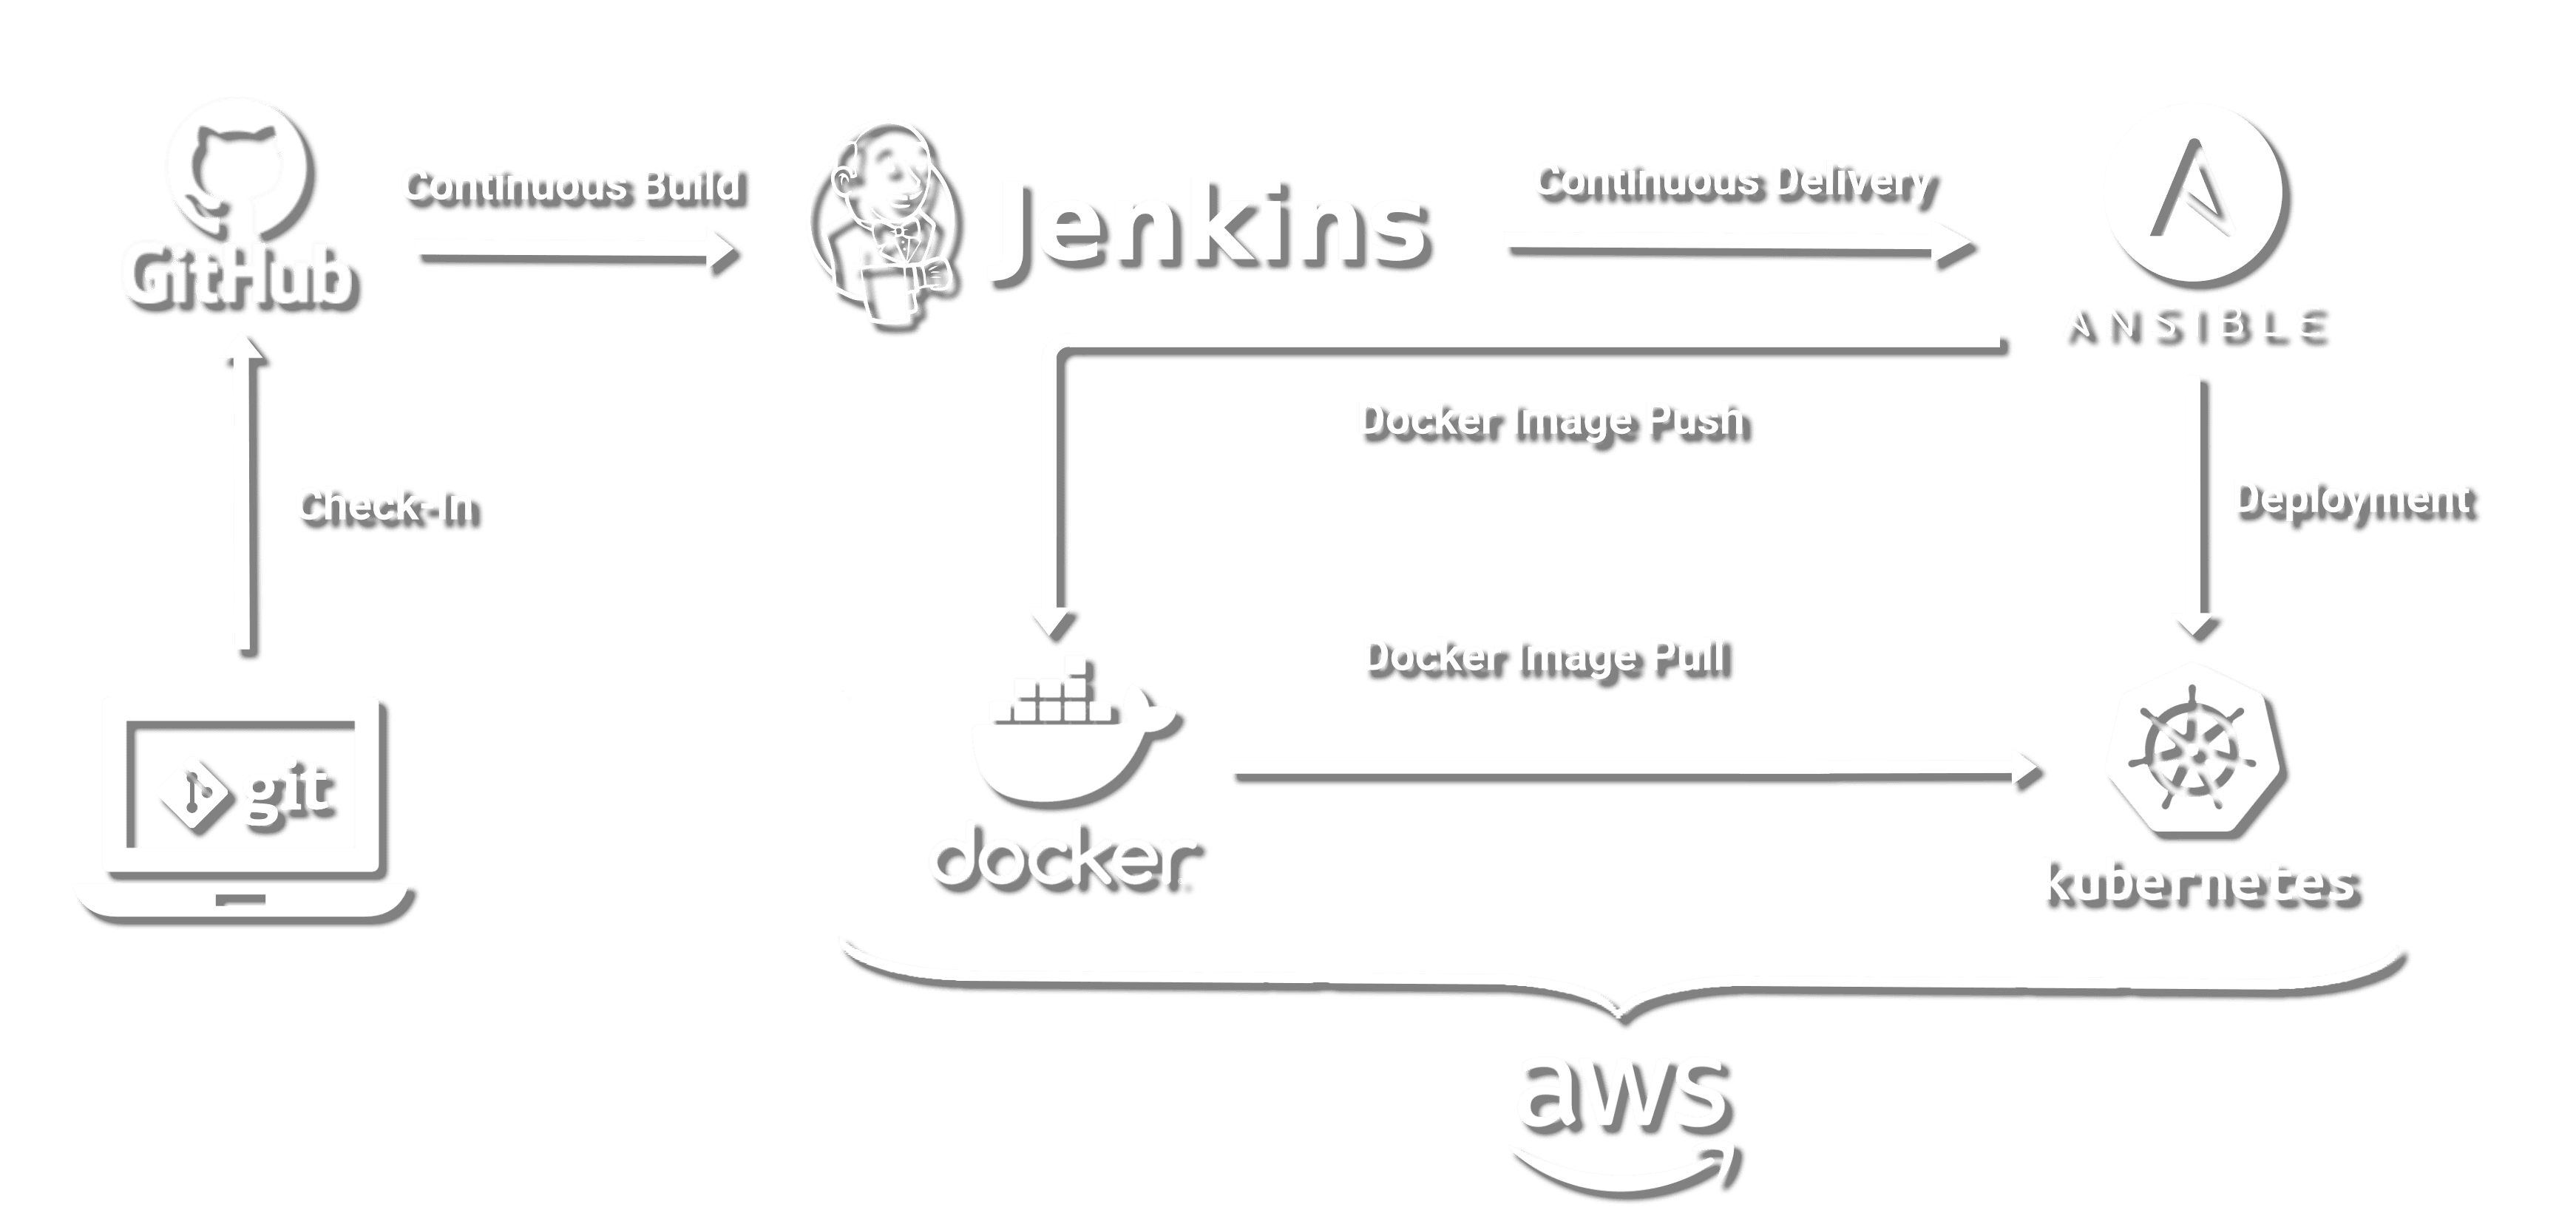 Continuous Build
Continuous Delivery
Jenkins
GitHub
ANSIBLE
Docker Image Push
Check-In
Deployment
Docker Image Pull
git
docker
kubernetes
aws